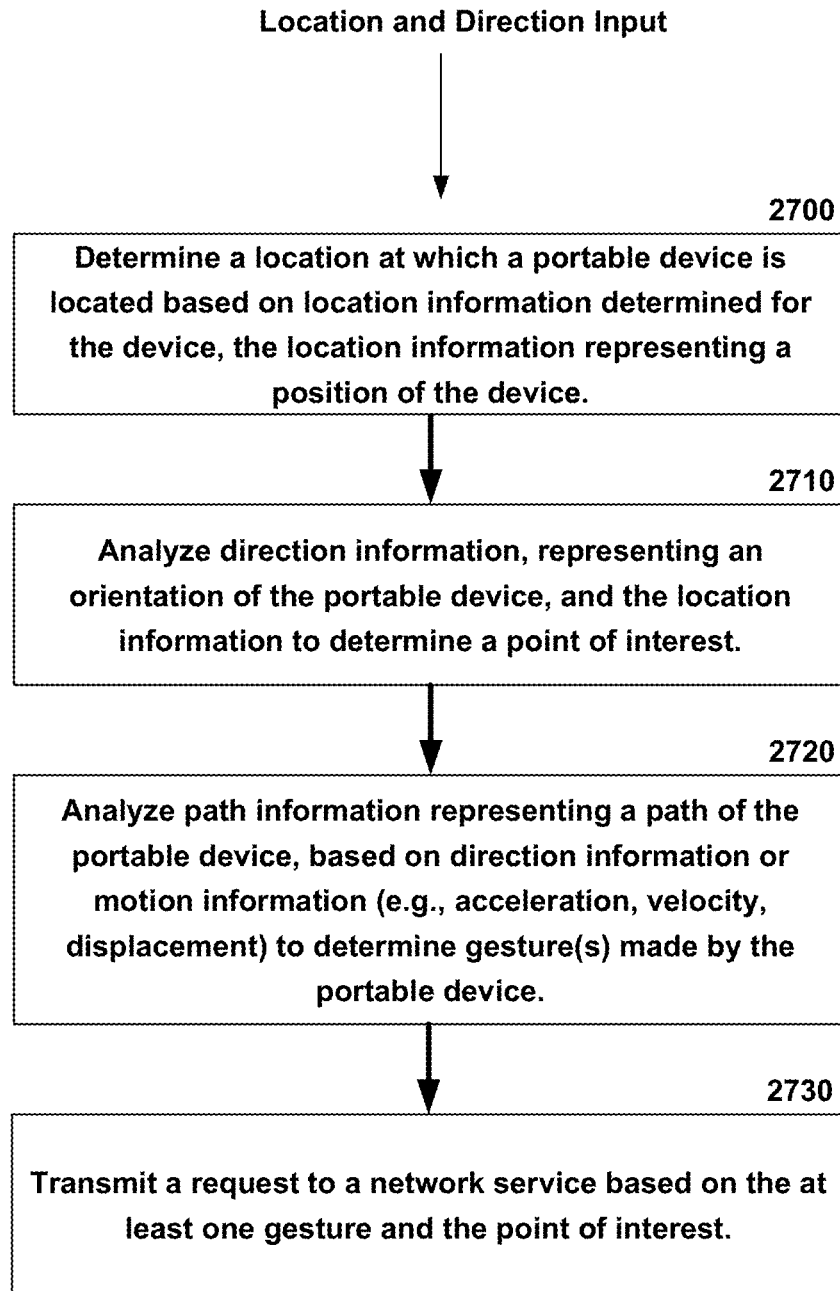 Location and Direction Input
2700
Determine a location at which a portable device is
located based on location information determined for
the device, the location information representing a
position of the device.
2710
Analyze direction information, representing an
orientation of the portable device, and the location
information to determine a point of interest.
2720
Analyze path information representing a path of the
portable device, based on direction information or
motion information (e.g., acceleration, velocity,
displacement) to determine gesture(s) made by the
portable device.
2730
Transmit a request to a network service based on the at
least one gesture and the point of interest.